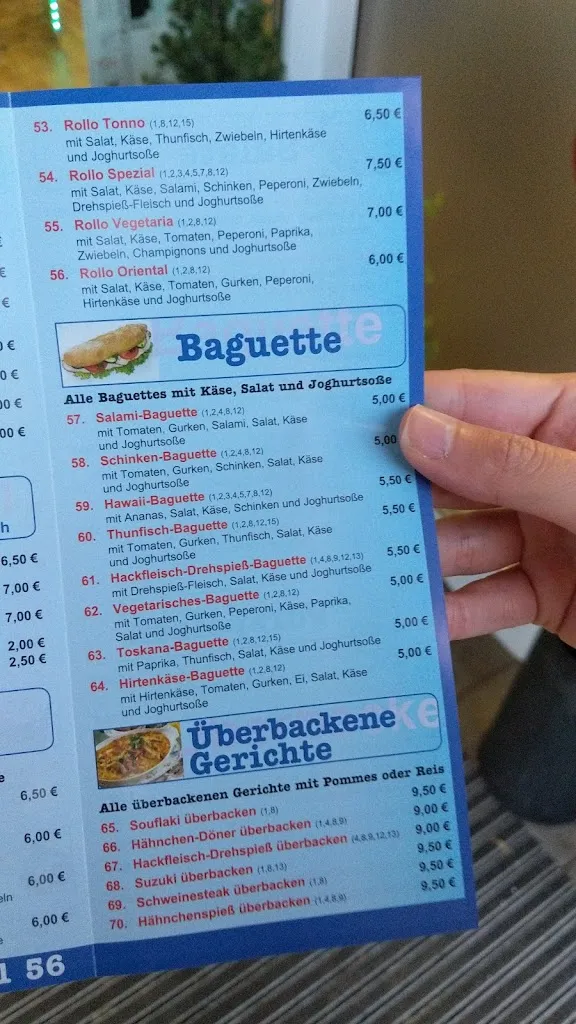 6,50 €
7,00 €
7,00 €
2,00 €
2,50 €
6,50 €
6,00 €
6,00 €
6,00 €
56
53. Rollo Tonno (1,8,12,15) 6,50 €
mit Salat, Käse, Thunfisch, Zwiebeln, Hirtenkäse
und Joghurtsoße
54. Rollo Spezial (1,2,3,4,5,7,8,12) 7,50 €
mit Salat, Käse, Salami, Schinken, Peperoni, Zwiebeln,
Drehspieß-Fleisch und Joghurtsoße
55. Rollo Vegetaria (1,2,8,12) 7,00 €
mit Salat, Käse, Tomaten, Peperoni, Paprika,
Zwiebeln, Champignons und Joghurtsoße
56. Rollo Oriental (1,2,8,12) 6,00 €
mit Salat, Käse, Tomaten, Gurken, Peperoni,
Hirtenkäse und Joghurtsoße
Baguette
Alle Baguettes mit Käse, Salat und Joghurtsoße
57. Salami-Baguette (1,2,4,8,12) 5,00 €
mit Tomaten, Gurken, Salami, Salat, Käse
und Joghurtsoße
58. Schinken-Baguette (1,2,4,8,12) 5,00
mit Tomaten, Gurken, Schinken, Salat, Käse
und Joghurtsoße
59. Hawaii-Baguette (1,2,3,4,5,7,8,12) 5,50 €
mit Ananas, Salat, Käse, Schinken und Joghurtsoße
60. Thunfisch-Baguette (1,2,8,12,15) 5,50 €
mit Tomaten, Gurken, Thunfisch, Salat, Käse
und Joghurtsoße
61. Hackfleisch-Drehspieß-Baguette (1,4,8,9,12,13) 5,50 €
mit Drehspieß-Fleisch, Salat, Käse und Joghurtsoße
62. Vegetarisches-Baguette (1,2,8,12) 5,00 €
mit Tomaten, Gurken, Peperoni, Käse, Paprika,
Salat und Joghurtsoße
63. Toskana-Baguette (1,2,8,12,15) 5,00 €
mit Paprika, Thunfisch, Salat, Käse und Joghurtsoße
64. Hirtenkäse-Baguette (1,2,8,12) 5,00 €
mit Hirtenkäse, Tomaten, Gurken, Ei, Salat, Käse
und Joghurtsoße
Überbackene
Gerichte
Alle überbackenen Gerichte mit Pommes oder Reis
65. Souflaki überbacken (1,8) 9,50 €
66. Hähnchen-Döner überbacken (1,4,8,9) 9,00 €
67. Hackfleisch-Drehspieß überbacken (4,8,9,12,13) 9,00 €
68. Suzuki überbacken (1,8,13) 9,50 €
69. Schweinesteak überbacken (1,8) 9,50 €
70. Hähnchenspieß überbacken (1,4,8,9) 9,50 €